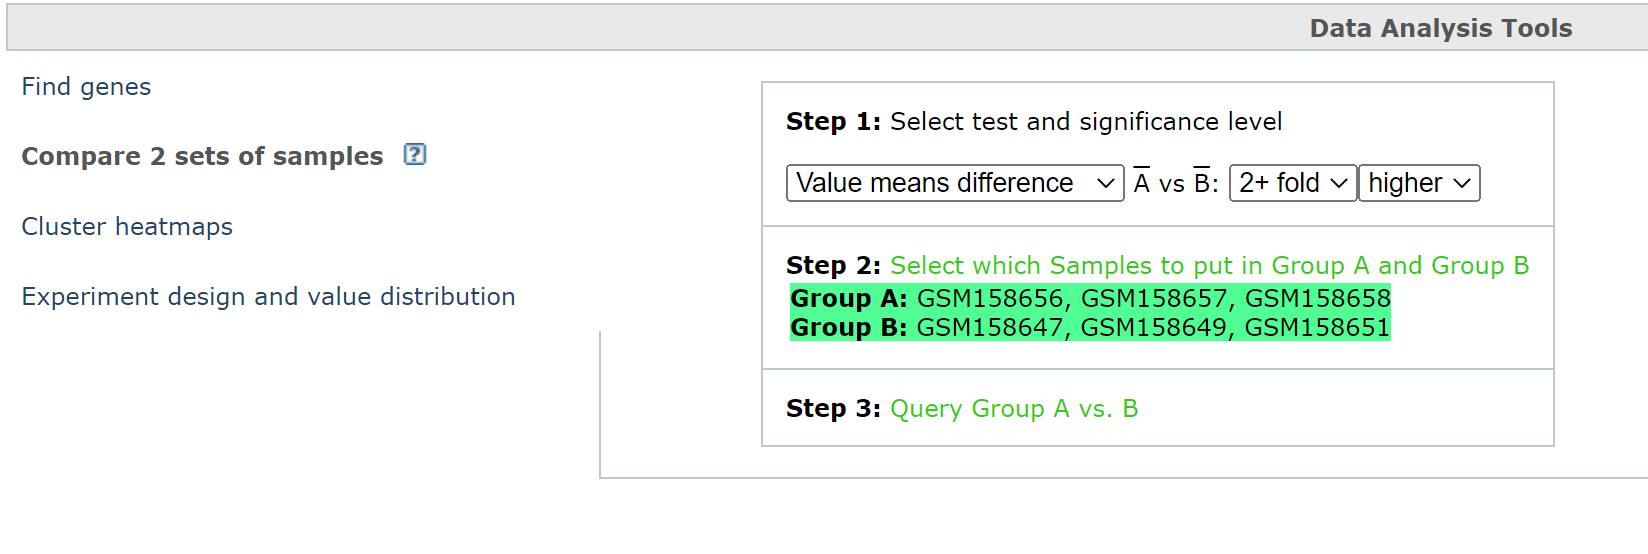 Data Analysis Tools
Find genes
Compare 2 sets of samples ?
Cluster heatmaps
Experiment design and value distribution
Step 1: Select test and significance level
Value means difference A̅ vs B̅: 2+ fold higher
Step 2: Select which Samples to put in Group A and Group B
Group A: GSM158656, GSM158657, GSM158658
Group B: GSM158647, GSM158649, GSM158651
Step 3: Query Group A vs. B